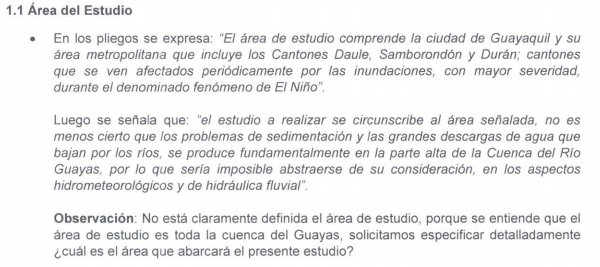 1.1 Área del Estudio
• En los pliegos se expresa: “El área de estudio comprende la ciudad de Guayaquil y su
área metropolitana que incluye los Cantones Daule, Samborondón y Durán; cantones
que se ven afectados periódicamente por las inundaciones, con mayor severidad,
durante el denominado fenómeno de El Niño”.
Luego se señala que: “el estudio a realizar se circunscribe al área señalada, no es
menos cierto que los problemas de sedimentación y las grandes descargas de agua que
bajan por los ríos, se produce fundamentalmente en la parte alta de la Cuenca del Río
Guayas, por lo que sería imposible abstraerse de su consideración, en los aspectos
hidrometeorológicos y de hidráulica fluvial”.
Observación: No está claramente definida el área de estudio, porque se entiende que el
área de estudio es toda la cuenca del Guayas, solicitamos especificar detalladamente
¿cuál es el área que abarcará el presente estudio?